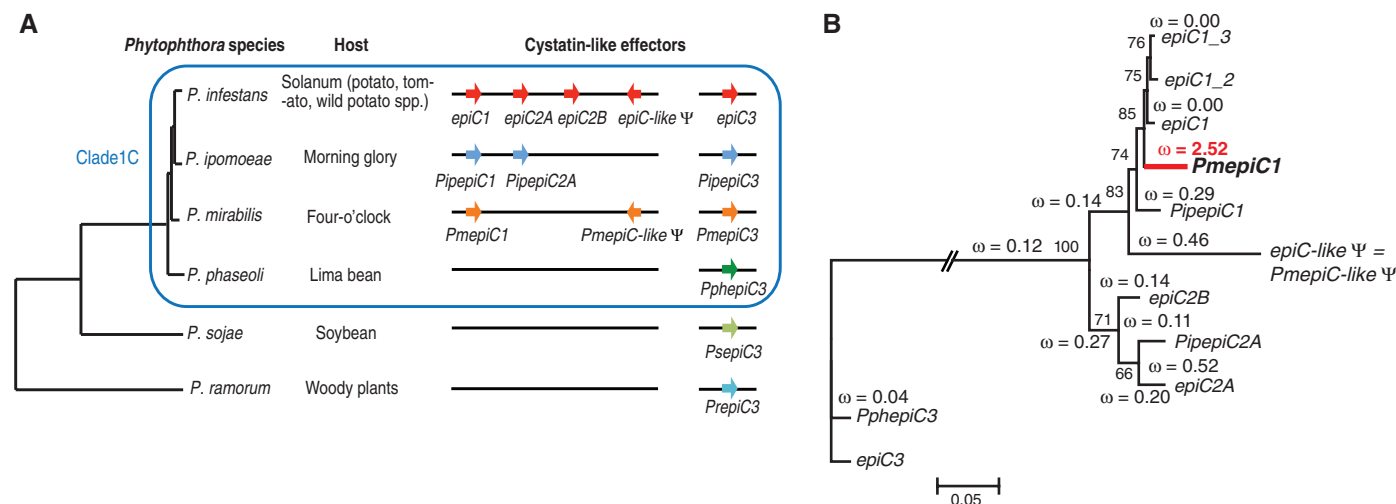 A
Phytophthora species Host Cystatin-like effectors
Clade1C
P. infestans
Solanum (potato, tom-
-ato, wild potato spp.)
epiC1 epiC2A epiC2B epiC-like Ψ epiC3
P. ipomoeae Morning glory
PipepiC1 PipepiC2A PipepiC3
P. mirabilis Four-o'clock
PmepiC1 PmepiC-like Ψ PmepiC3
P. phaseoli Lima bean
PphepiC3
P. sojae Soybean
PsepiC3
P. ramorum Woody plants
PrepiC3
B
ω = 0.00
76 epiC1_3
75 epiC1_2
ω = 0.00
85 epiC1
ω = 2.52
74 PmepiC1
ω = 0.29
83 PipepiC1
ω = 0.14
ω = 0.46
ω = 0.12 100
epiC-like Ψ =
PmepiC-like Ψ
ω = 0.14
epiC2B
71 ω = 0.11
ω = 0.27 PipepiC2A
ω = 0.52
66 epiC2A
ω = 0.20
ω = 0.04
PphepiC3
epiC3
0.05